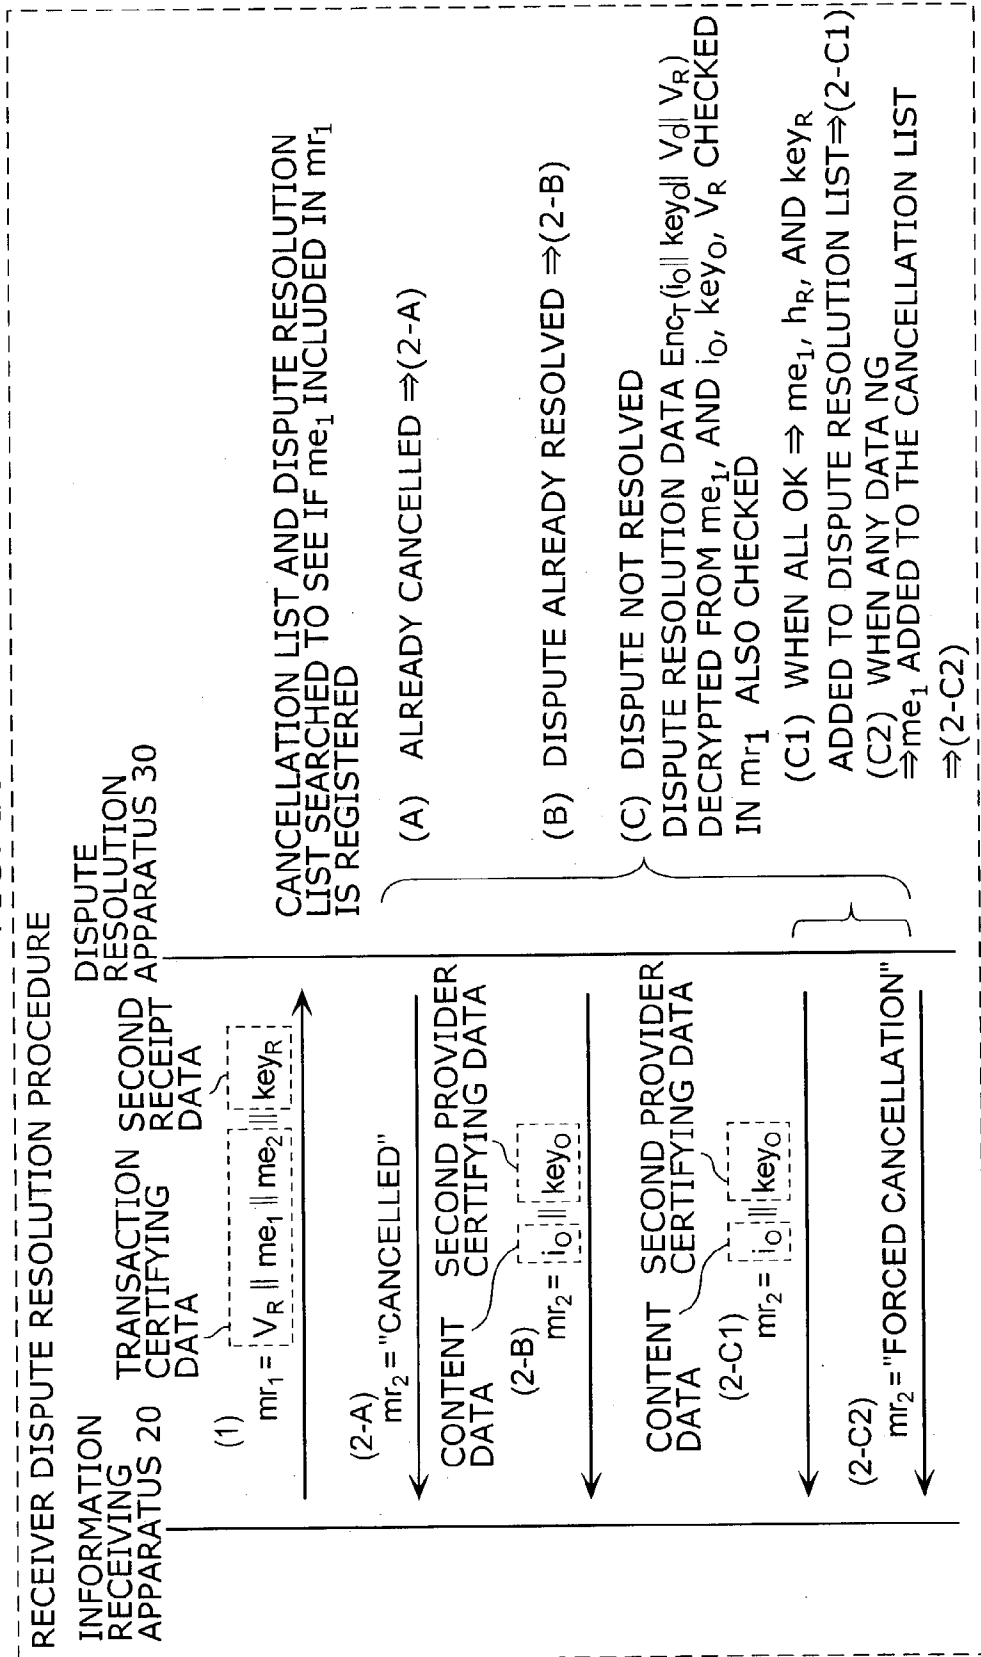 RECEIVER DISPUTE RESOLUTION PROCEDURE
INFORMATION
RECEIVING
APPARATUS 20
DISPUTE
RESOLUTION
APPARATUS 30
TRANSACTION
CERTIFYING
DATA
SECOND
RECEIPT
DATA
(1)
mr1 = VR || me1 || me2 || keyR
CANCELLATION LIST AND DISPUTE RESOLUTION
LIST SEARCHED TO SEE IF me1 INCLUDED IN mr1
IS REGISTERED
(2-A)
mr2 = "CANCELLED"
(A) ALREADY CANCELLED ⇒(2-A)
CONTENT
DATA
SECOND PROVIDER
CERTIFYING DATA
(2-B)
mr2 = iO || keyO
(B) DISPUTE ALREADY RESOLVED ⇒(2-B)
(C) DISPUTE NOT RESOLVED
DISPUTE RESOLUTION DATA EncT(iO|| keyO|| VO|| VR)
DECRYPTED FROM me1, AND iO, keyO, VR CHECKED
IN mr1 ALSO CHECKED
CONTENT
DATA
SECOND PROVIDER
CERTIFYING DATA
(2-C1)
mr2 = iO || keyO
(C1) WHEN ALL OK ⇒ me1, hR, AND keyR
ADDED TO DISPUTE RESOLUTION LIST⇒(2-C1)
(2-C2)
mr2 ="FORCED CANCELLATION"
(C2) WHEN ANY DATA NG
⇒me1 ADDED TO THE CANCELLATION LIST
⇒(2-C2)